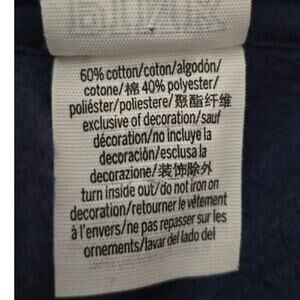 60% cotton/coton/algodón/
cotone/棉 40% polyester/
poliéster/poliestere/聚酯纤维
exclusive of decoration/sauf
décoration/no incluye la
decoración/esclusa la
decorazione/装饰除外
turn inside out/do not iron on
decoration/retourner le vêtement
à l'envers/ne pas repasser sur les
ornements/lavar del lado del